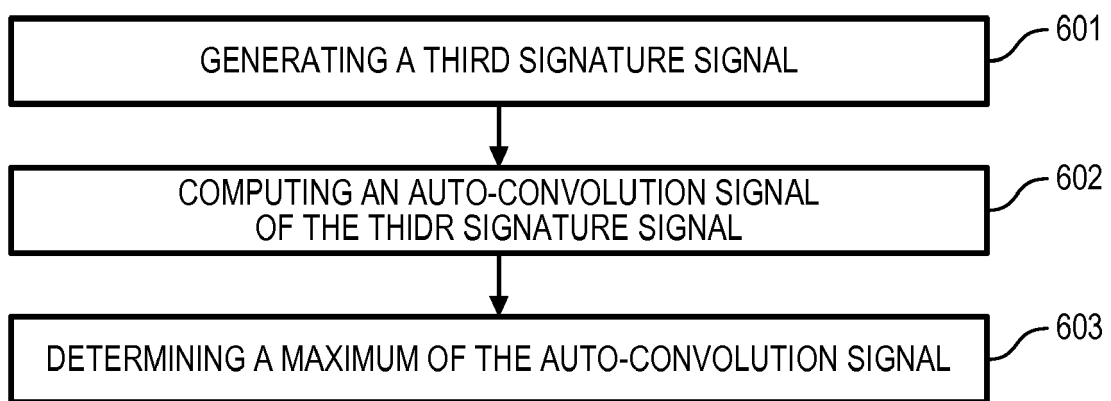 GENERATING A THIRD SIGNATURE SIGNAL
601
COMPUTING AN AUTO-CONVOLUTION SIGNAL
OF THE THIDR SIGNATURE SIGNAL
602
DETERMINING A MAXIMUM OF THE AUTO-CONVOLUTION SIGNAL
603